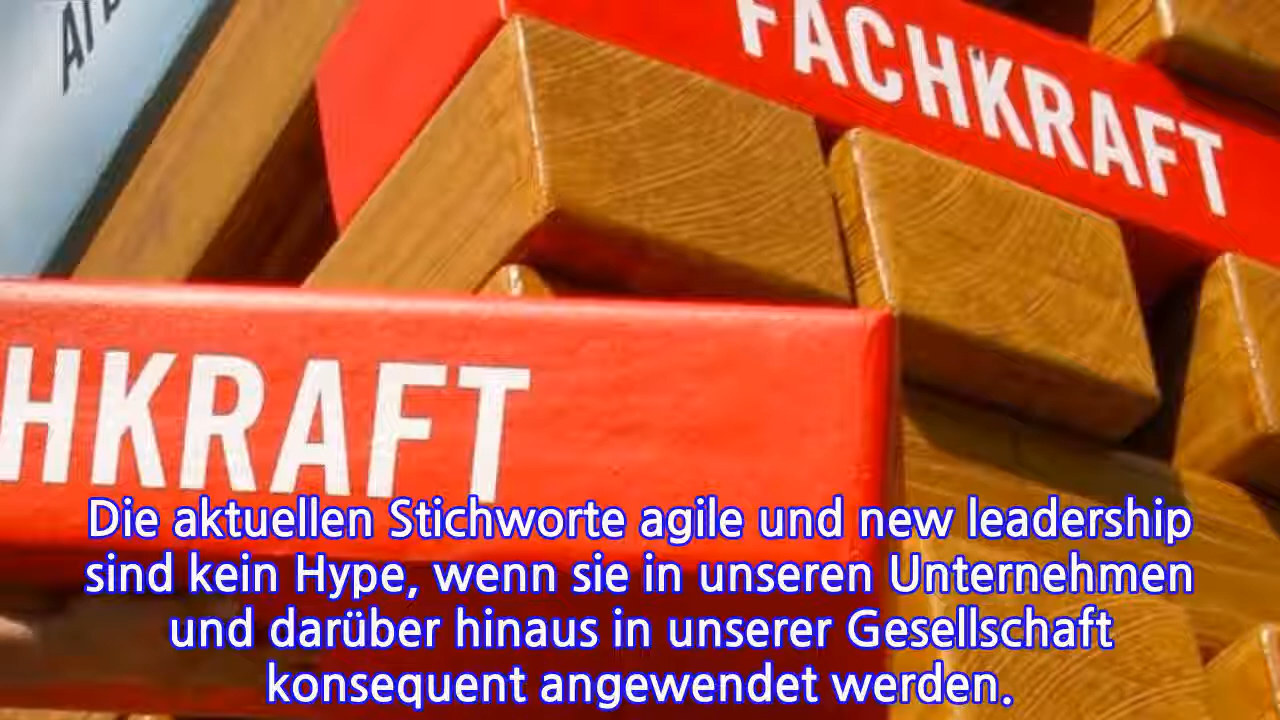 FACHKRAFT
HKRAFT
Die aktuellen Stichworte agile und new leadership
sind kein Hype, wenn sie in unseren Unternehmen
und darüber hinaus in unserer Gesellschaft
konsequent angewendet werden.